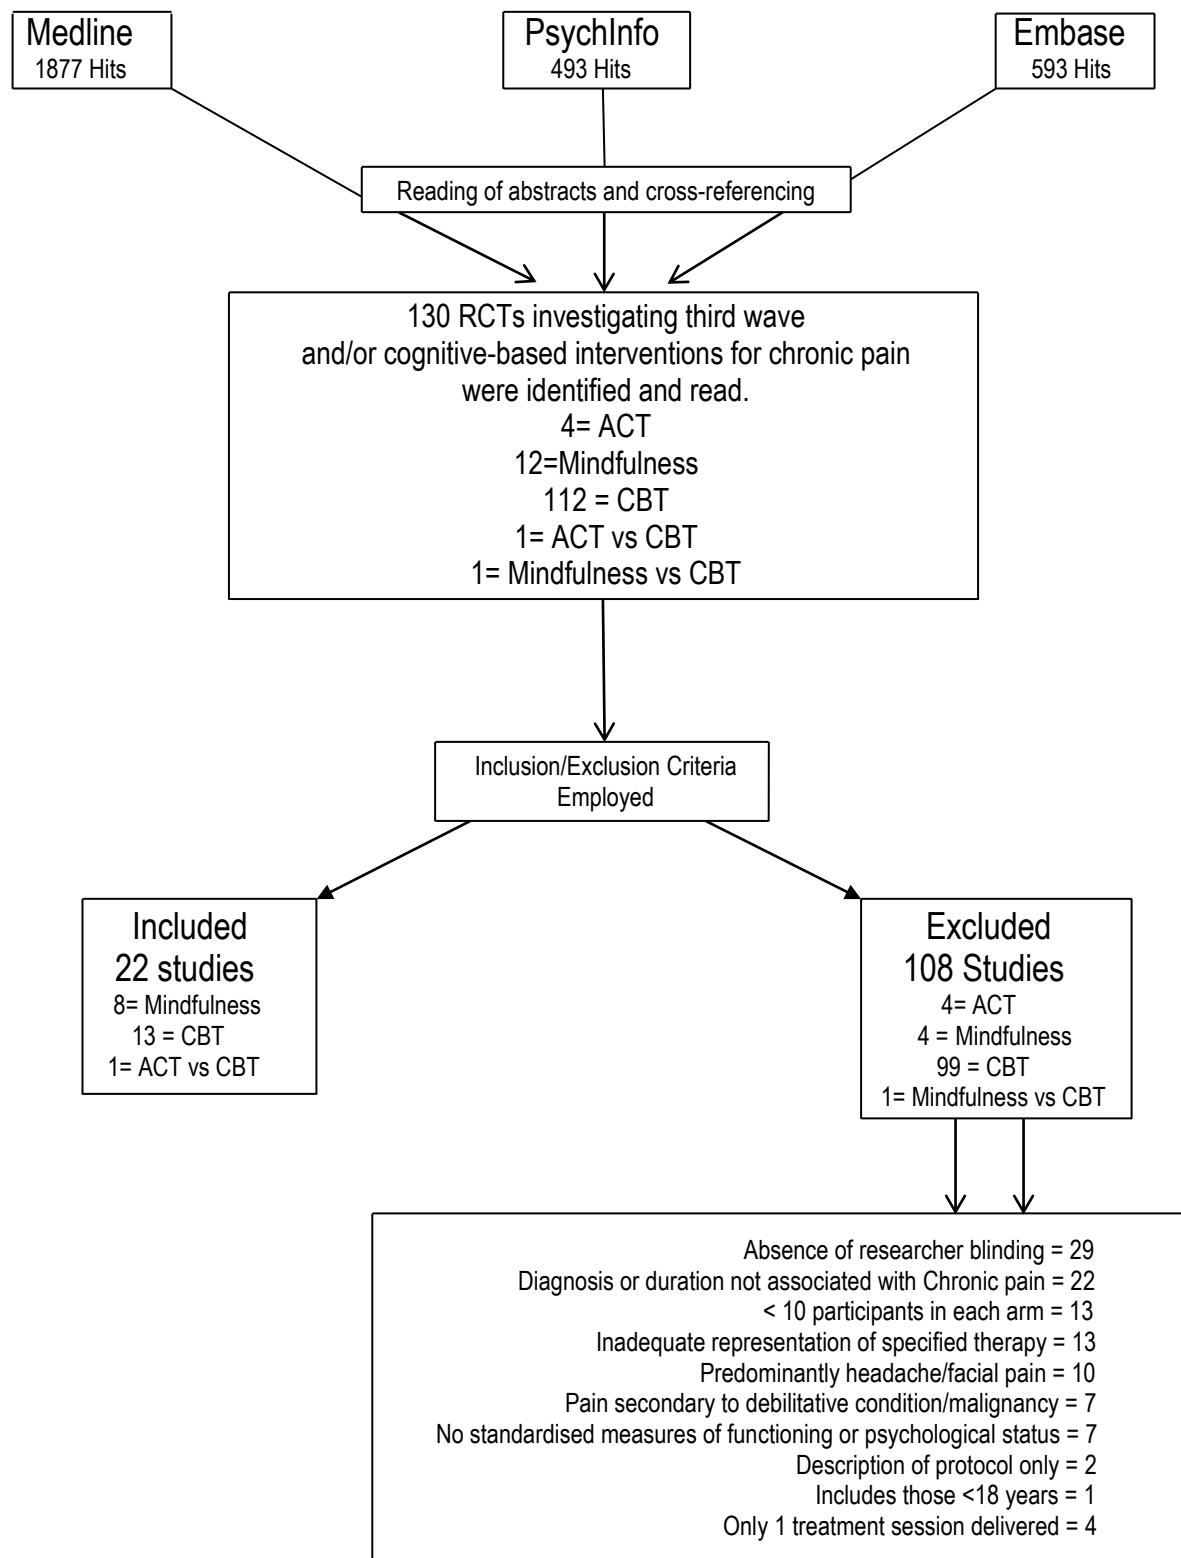 Medline
1877 Hits
PsychInfo
493 Hits
Embase
593 Hits
Reading of abstracts and cross-referencing
130 RCTs investigating third wave
and/or cognitive-based interventions for chronic pain
were identified and read.
4= ACT
12=Mindfulness
112 = CBT
1= ACT vs CBT
1= Mindfulness vs CBT
Inclusion/Exclusion Criteria
Employed
Included
22 studies
8= Mindfulness
13 = CBT
1= ACT vs CBT
Excluded
108 Studies
4= ACT
4 = Mindfulness
99 = CBT
1= Mindfulness vs CBT
Absence of researcher blinding = 29
Diagnosis or duration not associated with Chronic pain = 22
< 10 participants in each arm = 13
Inadequate representation of specified therapy = 13
Predominantly headache/facial pain = 10
Pain secondary to debilitative condition/malignancy = 7
No standardised measures of functioning or psychological status = 7
Description of protocol only = 2
Includes those <18 years = 1
Only 1 treatment session delivered = 4